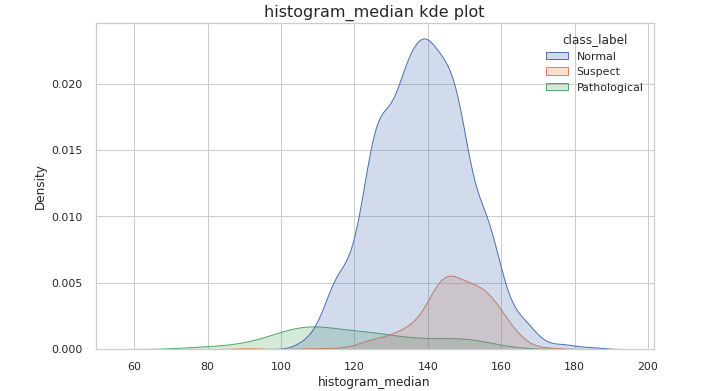 histogram_median kde plot
class_label
Normal
Suspect
Pathological
0.020
0.015
0.010
0.005
0.000
Density
60 80 100 120 140 160 180 200
histogram_median